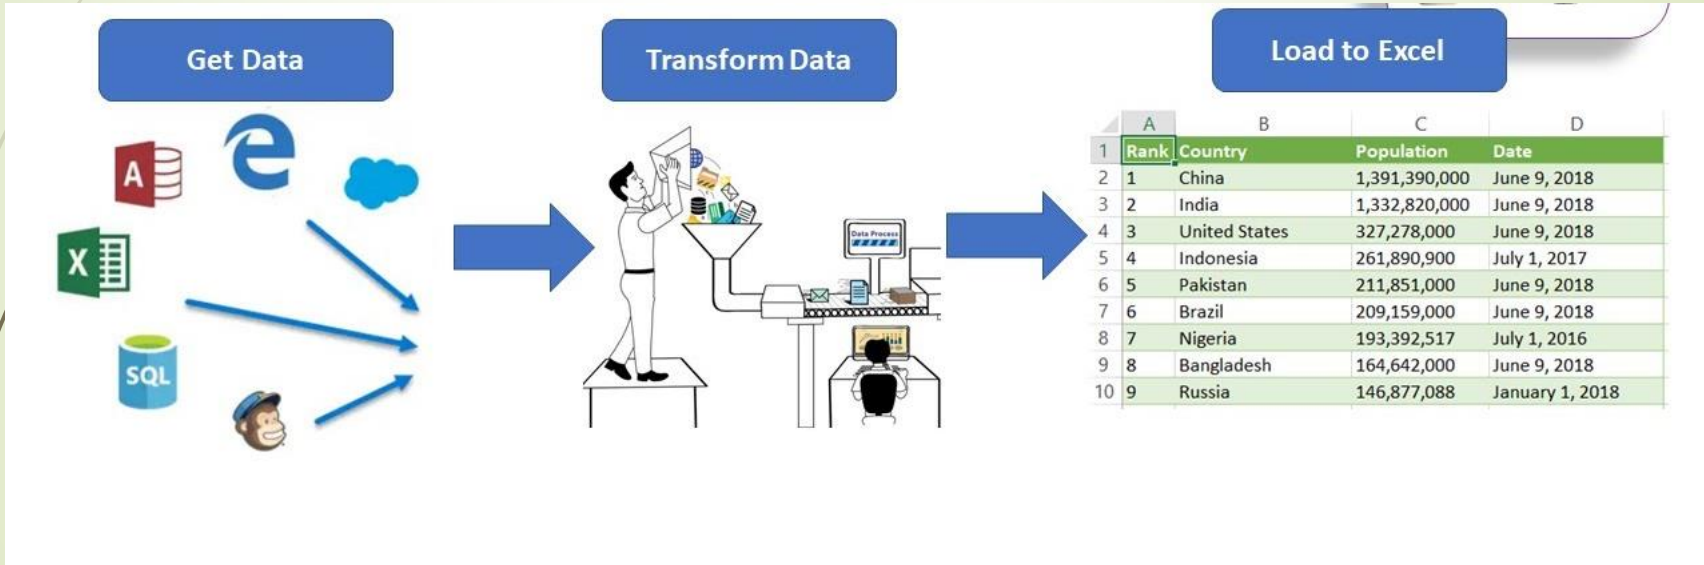 Get Data
Transform Data
Load to Excel
A
X
SQL
Data Process
A B C D
1 Rank Country Population Date
2 1 China 1,391,390,000 June 9, 2018
3 2 India 1,332,820,000 June 9, 2018
4 3 United States 327,278,000 June 9, 2018
5 4 Indonesia 261,890,900 July 1, 2017
6 5 Pakistan 211,851,000 June 9, 2018
7 6 Brazil 209,159,000 June 9, 2018
8 7 Nigeria 193,392,517 July 1, 2016
9 8 Bangladesh 164,642,000 June 9, 2018
10 9 Russia 146,877,088 January 1, 2018